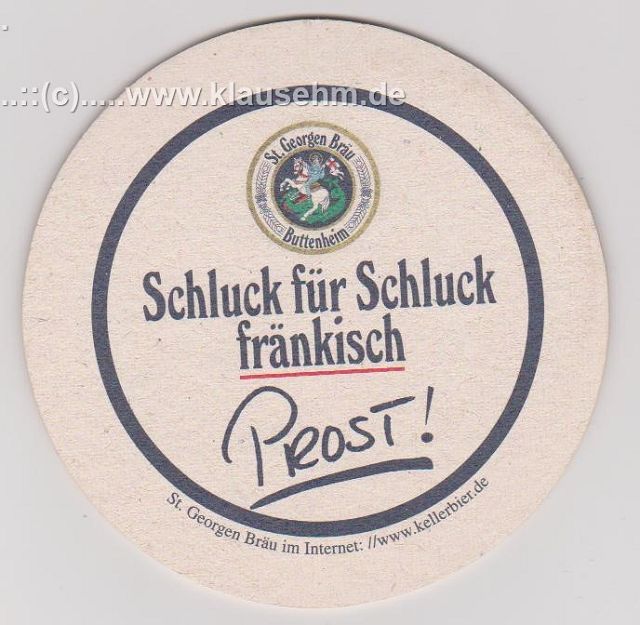 .
...::(c).....www.klausehm.de
St. Georgen Bräu
Buttenheim
Schluck für Schluck
fränkisch
PROST!
St. Georgen Bräu im Internet: //www.kellerbier.de